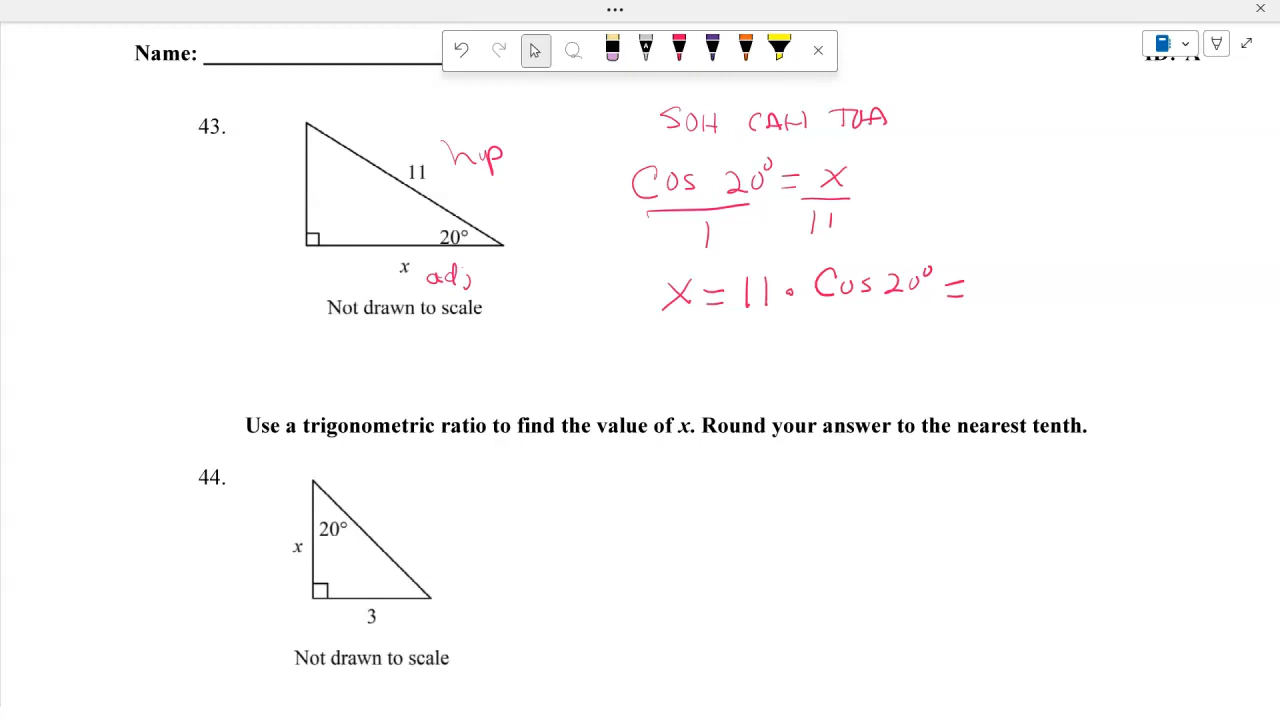 Name:
43.
11
hyp
20°
x
adj
Not drawn to scale
SOH CAH TOA
Cos 20° = x
1 11
x = 11 • Cos 20° =
Use a trigonometric ratio to find the value of x. Round your answer to the nearest tenth.
44.
20°
x
3
Not drawn to scale